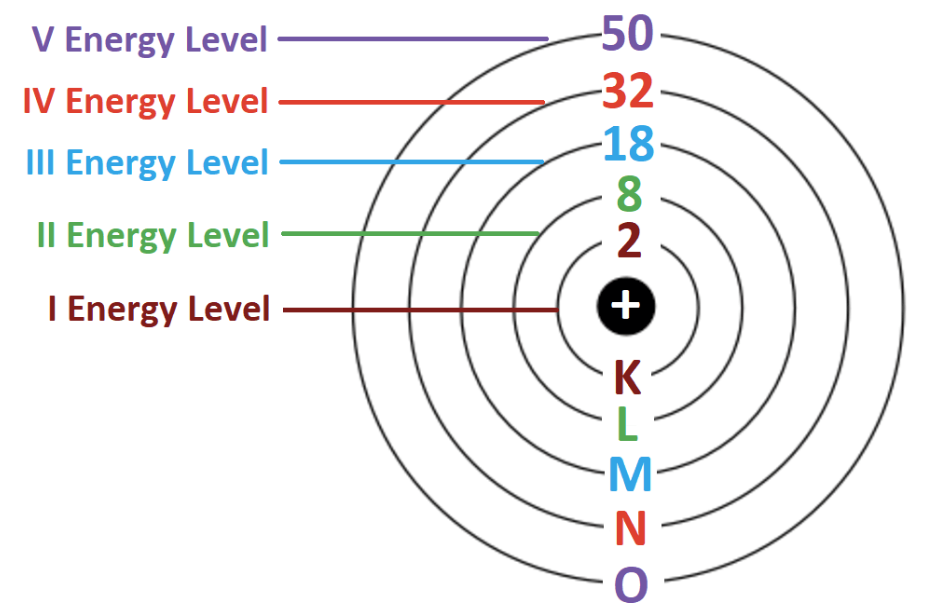 V Energy Level
IV Energy Level
III Energy Level
II Energy Level
I Energy Level
50
32
18
8
2
+
K
L
M
N
O